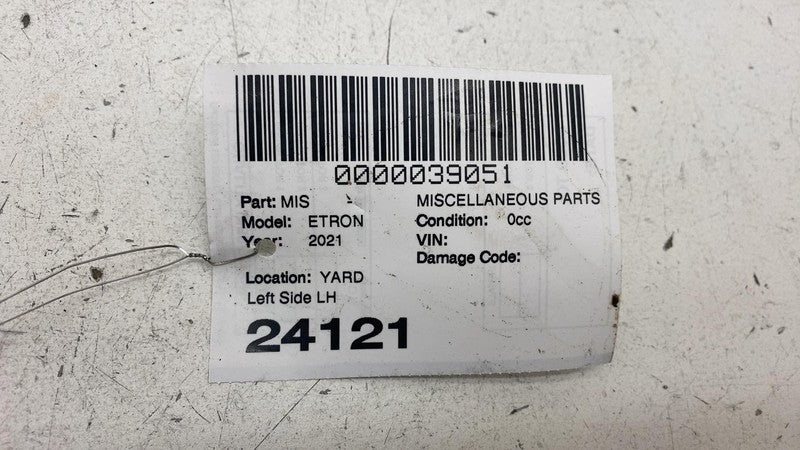 0000039051
Part: MIS MISCELLANEOUS PARTS
Model: ETRON Condition: 0cc
Year: 2021 VIN:
Damage Code:
Location: YARD
Left Side LH
24121